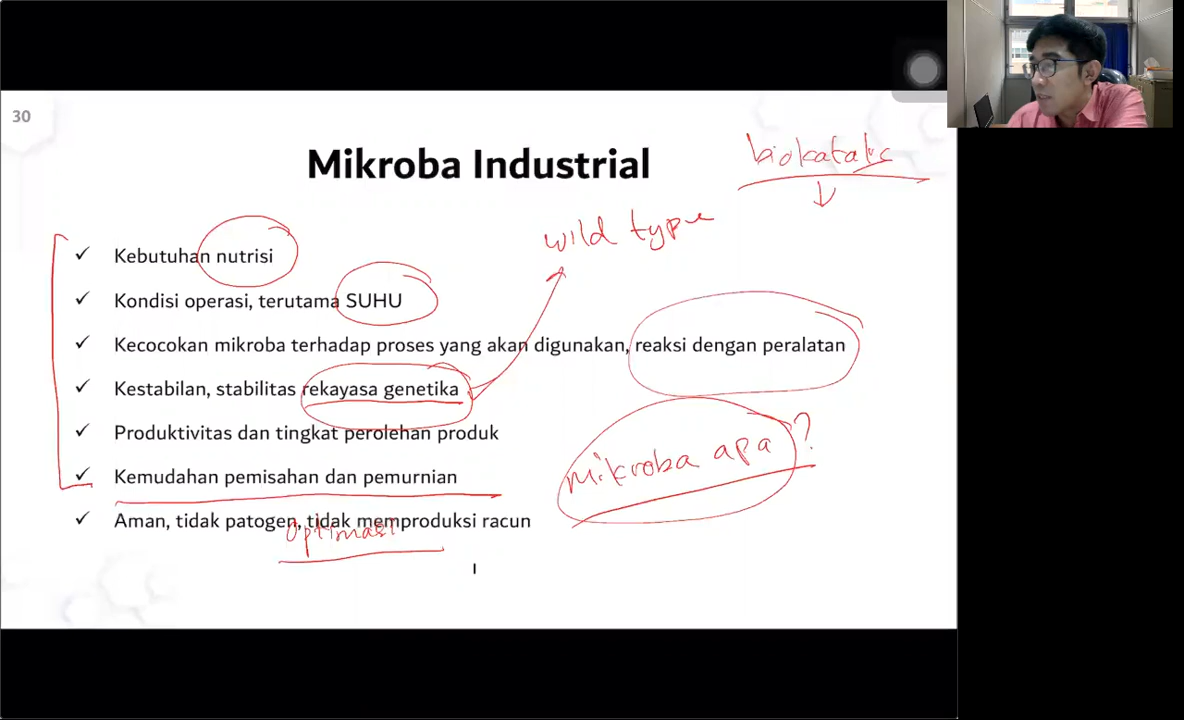 30
Mikroba Industrial
biokatalis
wild type
✓ Kebutuhan nutrisi
✓ Kondisi operasi, terutama SUHU
✓ Kecocokan mikroba terhadap proses yang akan digunakan, reaksi dengan peralatan
✓ Kestabilan, stabilitas rekayasa genetika
✓ Produktivitas dan tingkat perolehan produk
mikroba apa ?
✓ Kemudahan pemisahan dan pemurnian
✓ Aman, tidak patogen, tidak memproduksi racun
optimasi